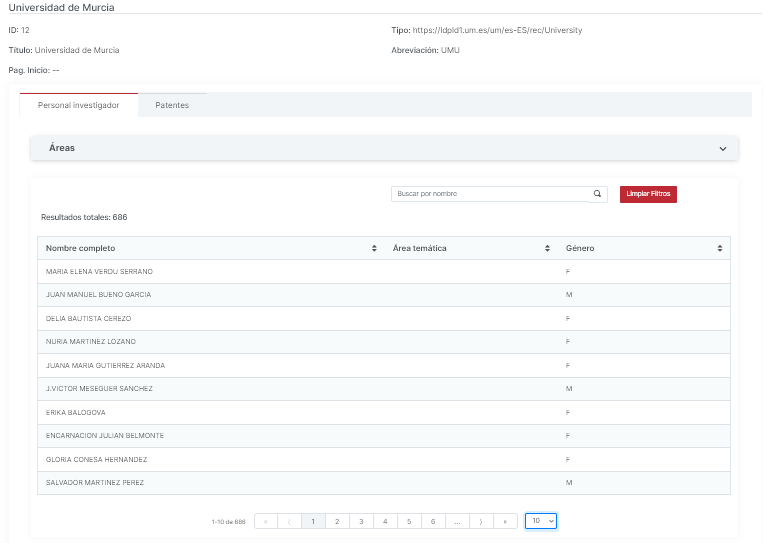 Universidad de Murcia
ID: 12
Tipo: https://ldpld1.um.es/um/es-ES/rec/University
Título: Universidad de Murcia
Abreviación: UMU
Pag. Inicio: --
Personal investigador
Patentes
Áreas
Buscar por nombre
Limpiar Filtros
Resultados totales: 686
Nombre completo Área temática Género
MARIA ELENA VERDU SERRANO F
JUAN MANUEL BUENO GARCIA M
DELIA BAUTISTA CEREZO F
NURIA MARTINEZ LOZANO F
JUANA MARIA GUTIERREZ ARANDA F
J.VICTOR MESEGUER SANCHEZ M
ERIKA BALOGOVA F
ENCARNACION JULIAN BELMONTE F
GLORIA CONESA HERNANDEZ F
SALVADOR MARTINEZ PEREZ M
1-10 de 686 « ⟨ 1 2 3 4 5 6 ... ⟩ » 10